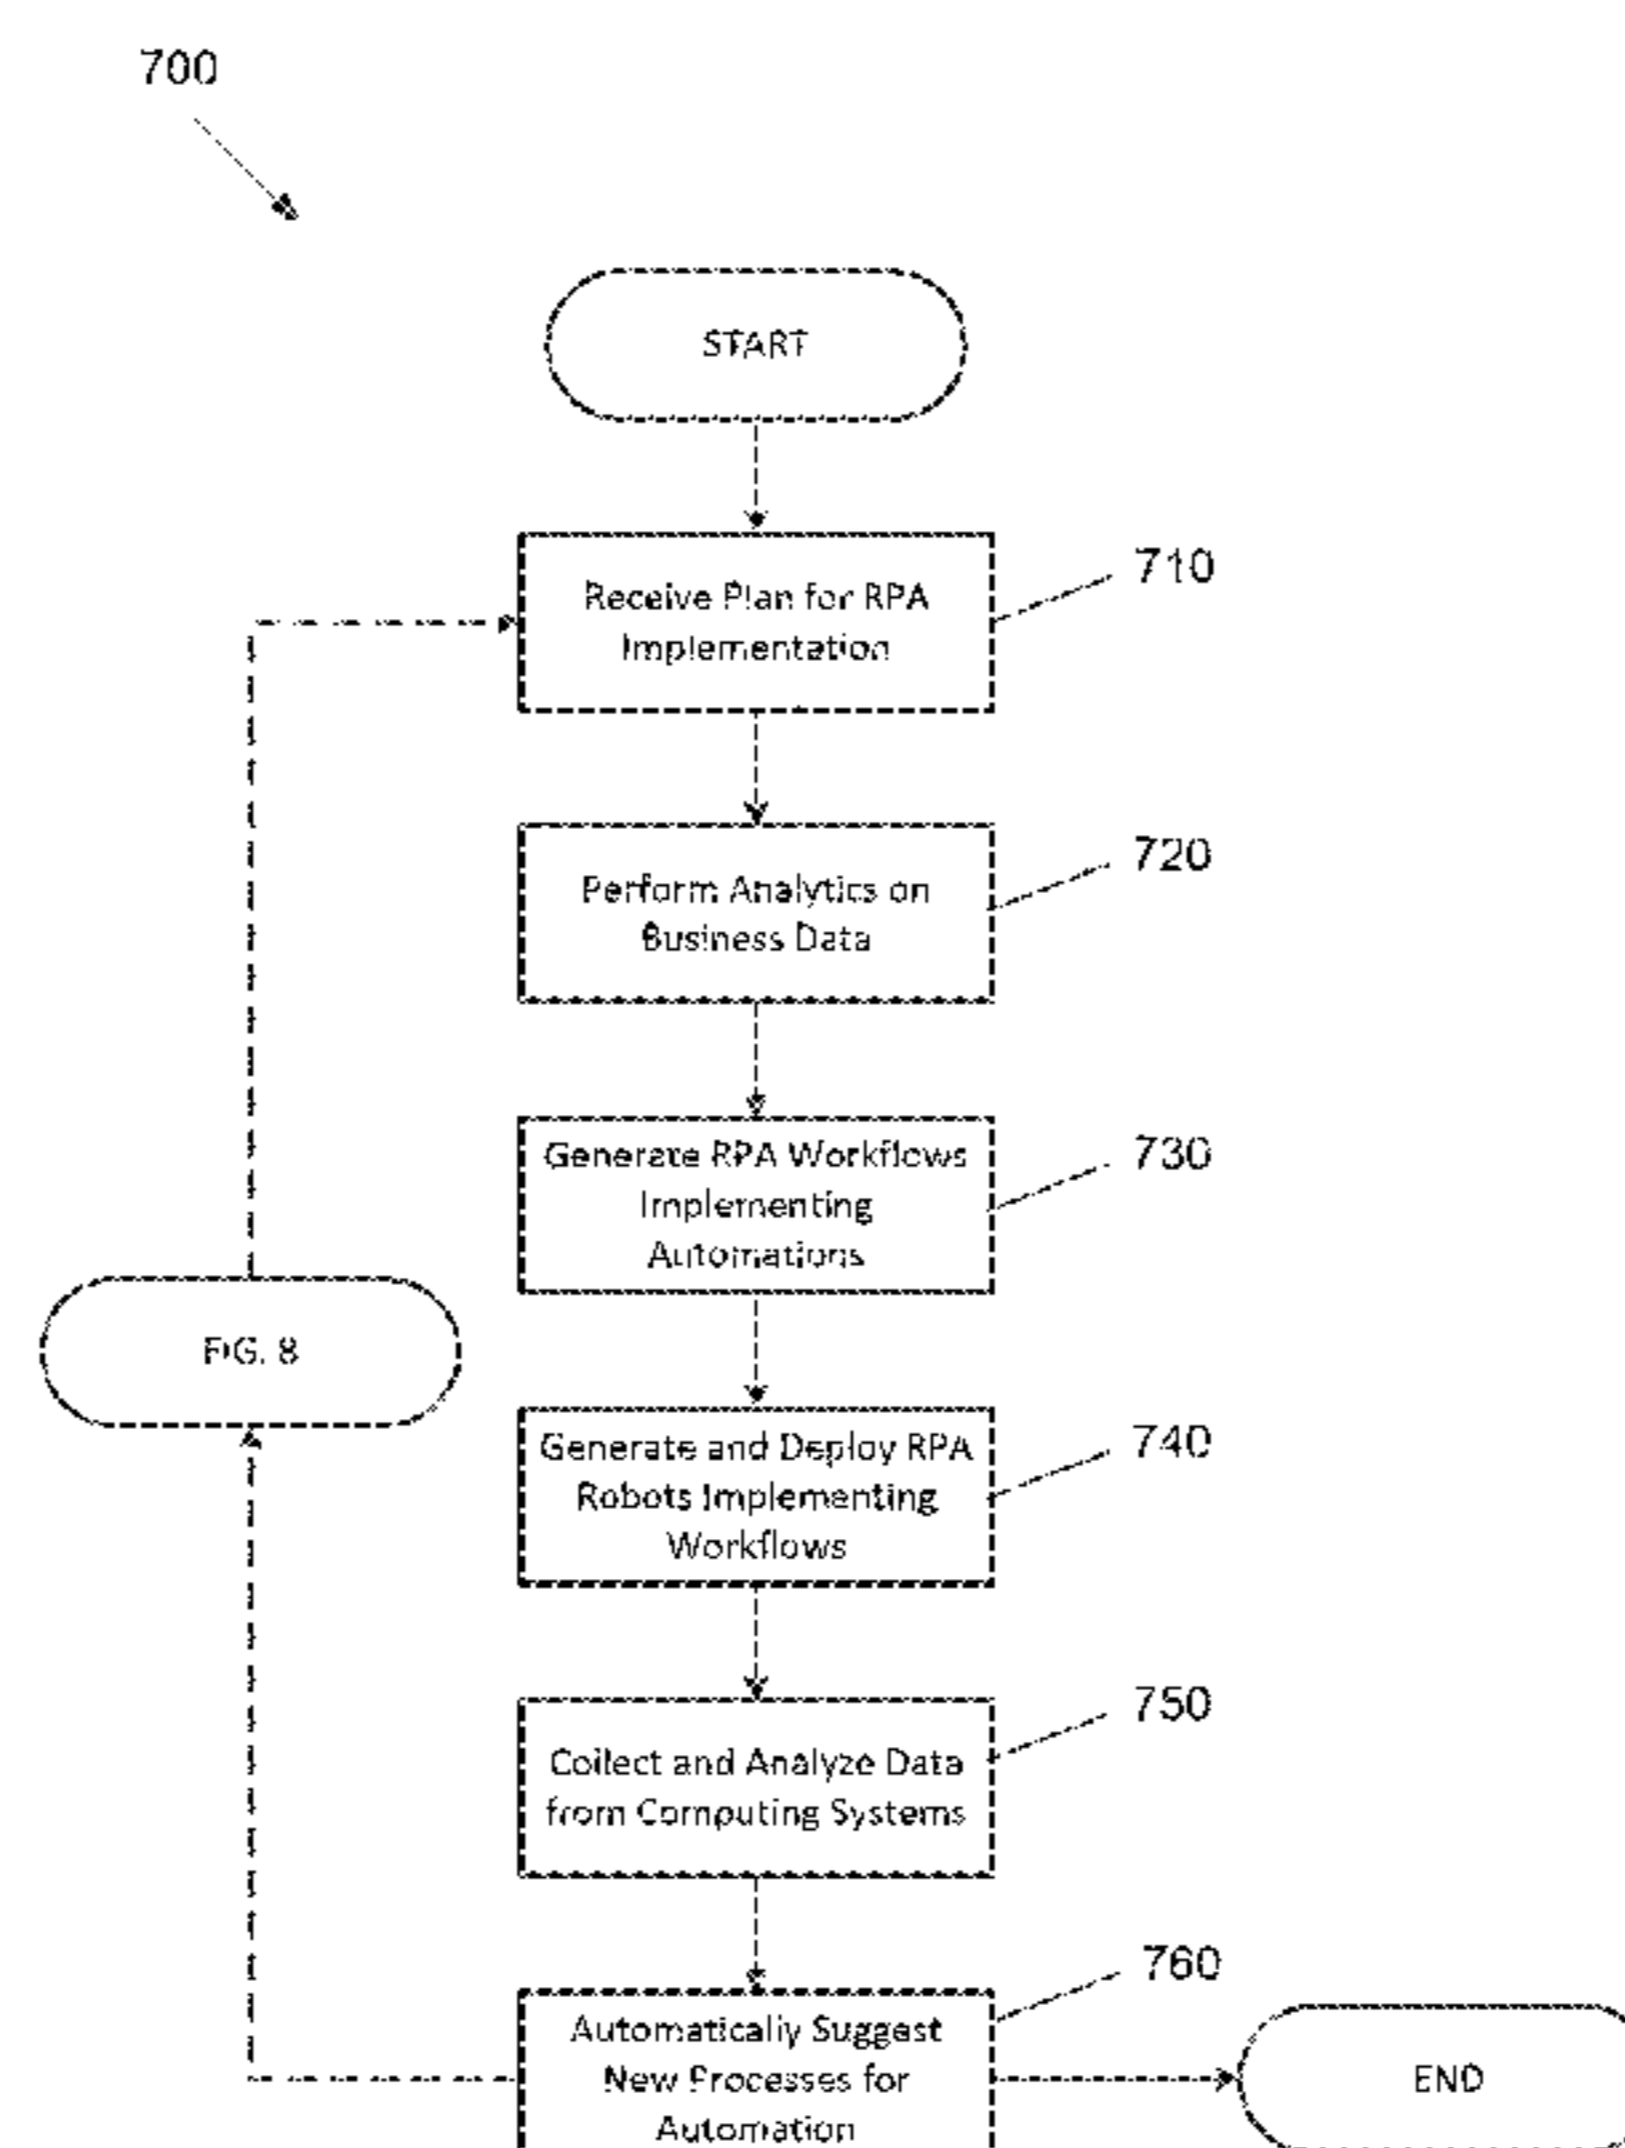 700
START
Receive Plan for RPA
Implementation
710
Perform Analytics on
Business Data
720
Generate RPA Workflows
Implementing
Automations
730
FIG. 8
Generate and Deploy RPA
Robots Implementing
Workflows
740
Collect and Analyze Data
from Computing Systems
750
Automatically Suggest
New Processes for
Automation
760
END